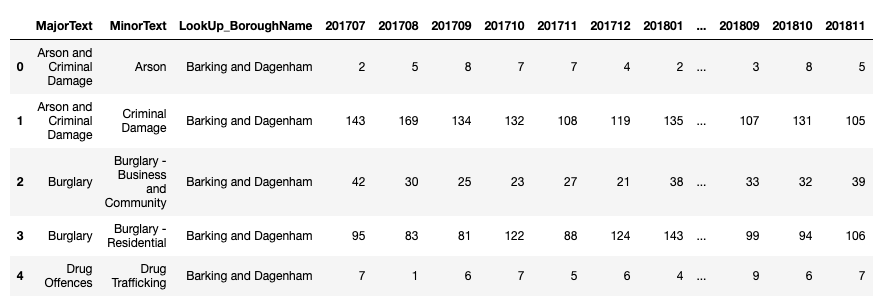 MajorText MinorText LookUp_BoroughName 201707 201708 201709 201710 201711 201712 201801 ... 201809 201810 201811
0 Arson and Criminal Damage Arson Barking and Dagenham 2 5 8 7 7 4 2 ... 3 8 5
1 Arson and Criminal Damage Criminal Damage Barking and Dagenham 143 169 134 132 108 119 135 ... 107 131 105
2 Burglary Burglary - Business and Community Barking and Dagenham 42 30 25 23 27 21 38 ... 33 32 39
3 Burglary Burglary - Residential Barking and Dagenham 95 83 81 122 88 124 143 ... 99 94 106
4 Drug Offences Drug Trafficking Barking and Dagenham 7 1 6 7 5 6 4 ... 9 6 7